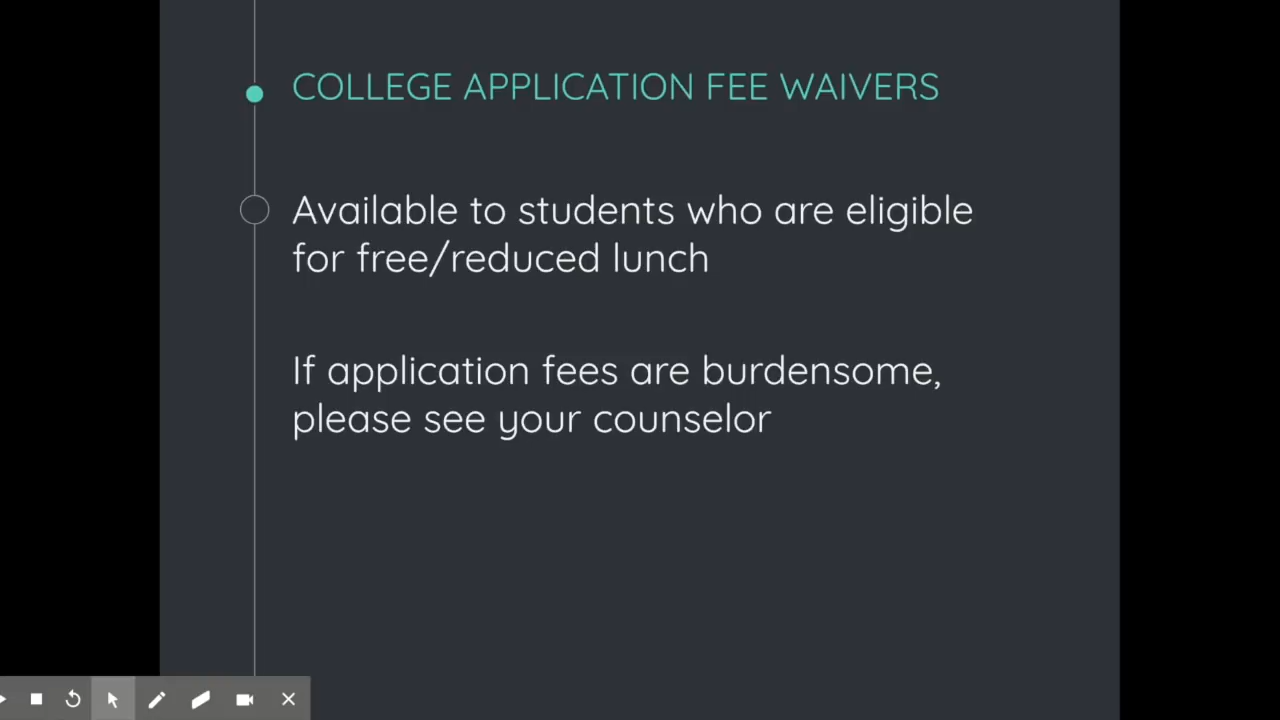 COLLEGE APPLICATION FEE WAIVERS
Available to students who are eligible
for free/reduced lunch
If application fees are burdensome,
please see your counselor